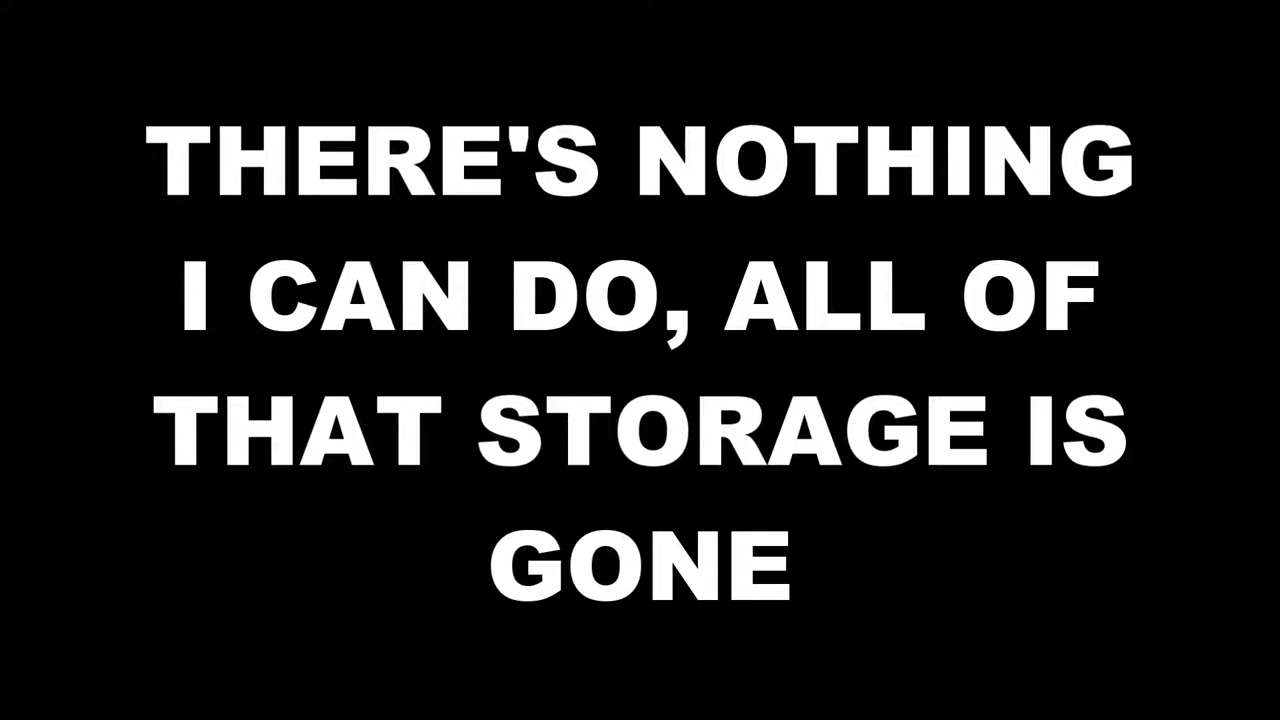 THERE'S NOTHING
I CAN DO, ALL OF
THAT STORAGE IS
GONE